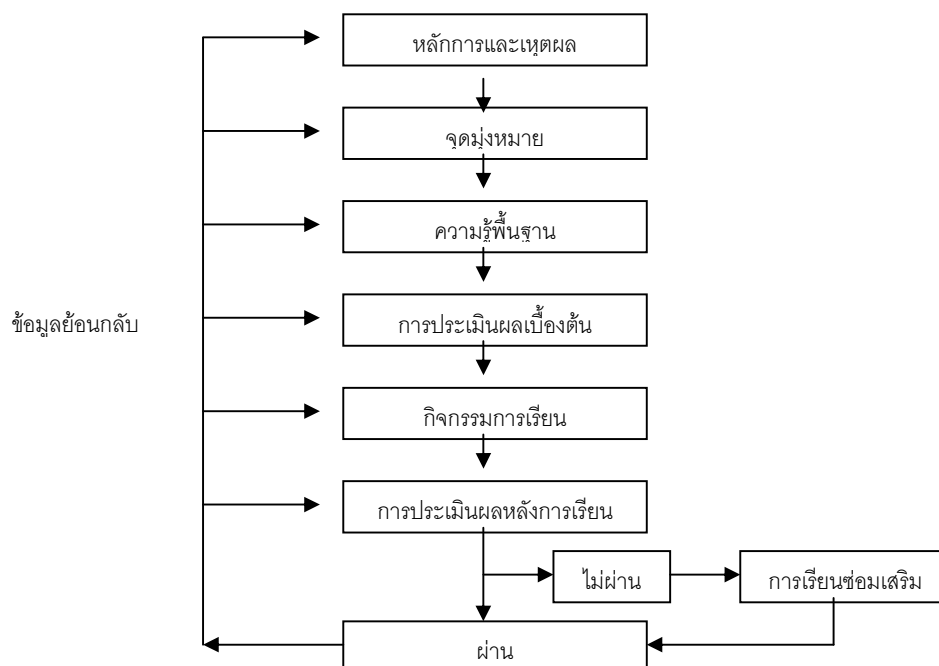 หลักการและเหตุผล
จุดมุ่งหมาย
ความรู้พื้นฐาน
ข้อมูลย้อนกลับ
การประเมินผลเบื้องต้น
กิจกรรมการเรียน
การประเมินผลหลังการเรียน
ไม่ผ่าน
การเรียนซ่อมเสริม
ผ่าน